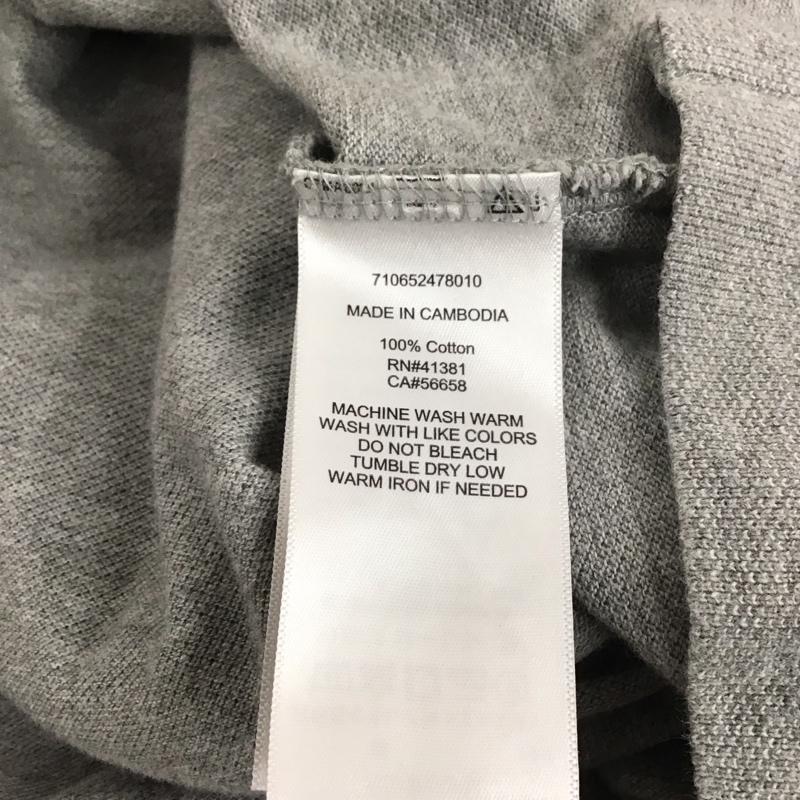 710652478010
MADE IN CAMBODIA
100% Cotton
RN#41381
CA#56658
MACHINE WASH WARM
WASH WITH LIKE COLORS
DO NOT BLEACH
TUMBLE DRY LOW
WARM IRON IF NEEDED